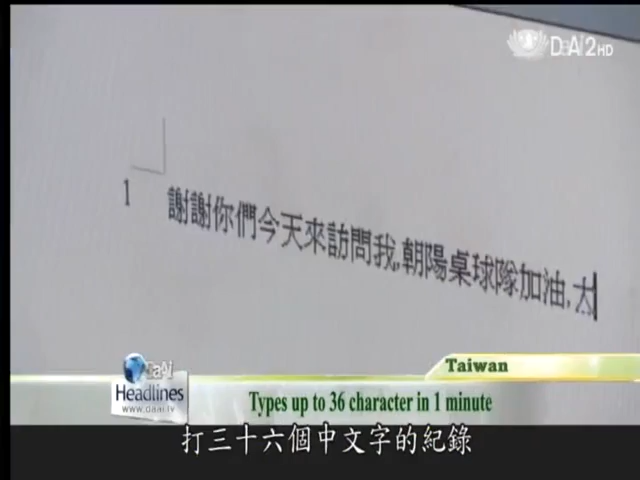 DaAi 2 HD
1 謝謝你們今天來訪問我,朝陽桌球隊加油,太
Taiwan
DaAi
Headlines
www.daai.tv
Types up to 36 character in 1 minute
打三十六個中文字的紀錄